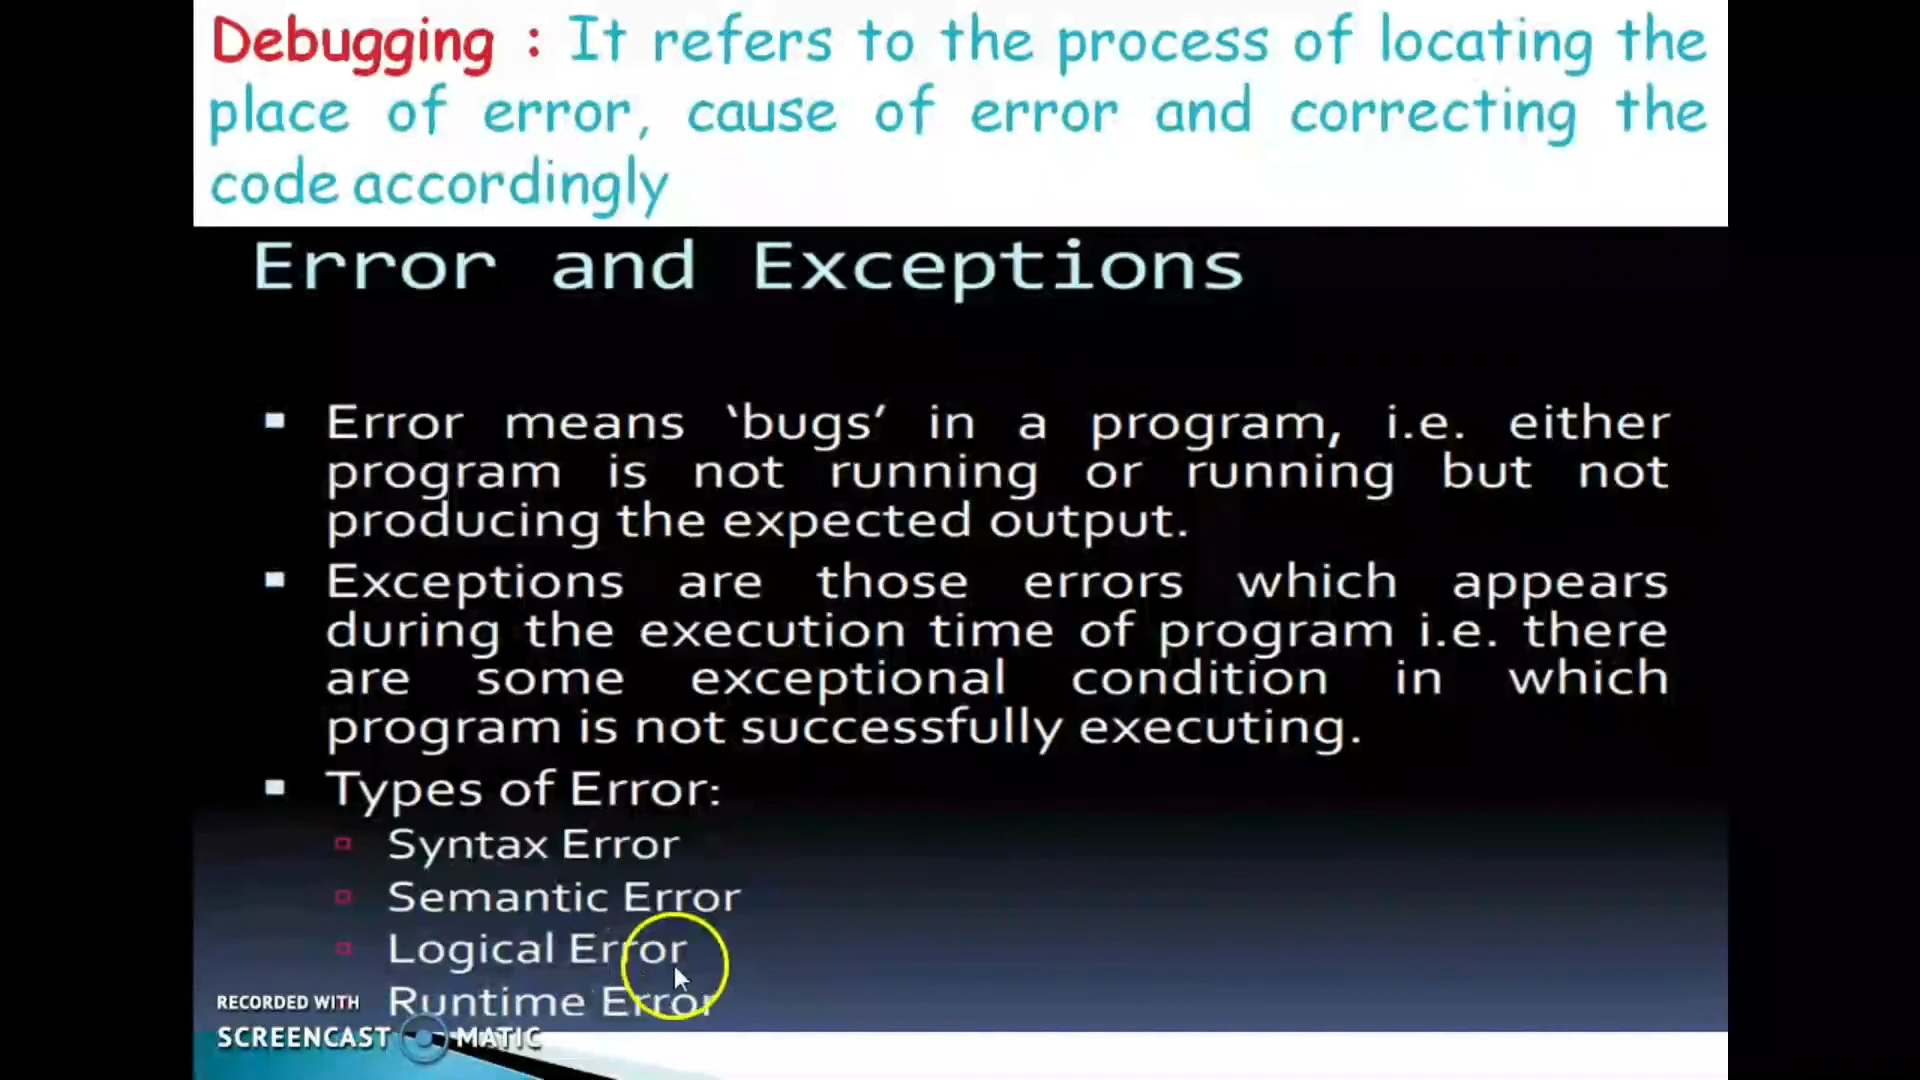 Debugging : It refers to the process of locating the
place of error, cause of error and correcting the
code accordingly
Error and Exceptions
Error means ‘bugs’ in a program, i.e. either
program is not running or running but not
producing the expected output.
Exceptions are those errors which appears
during the execution time of program i.e. there
are some exceptional condition in which
program is not successfully executing.
Types of Error:
Syntax Error
Semantic Error
Logical Error
Runtime Error
RECORDED WITH
SCREENCAST MATIC